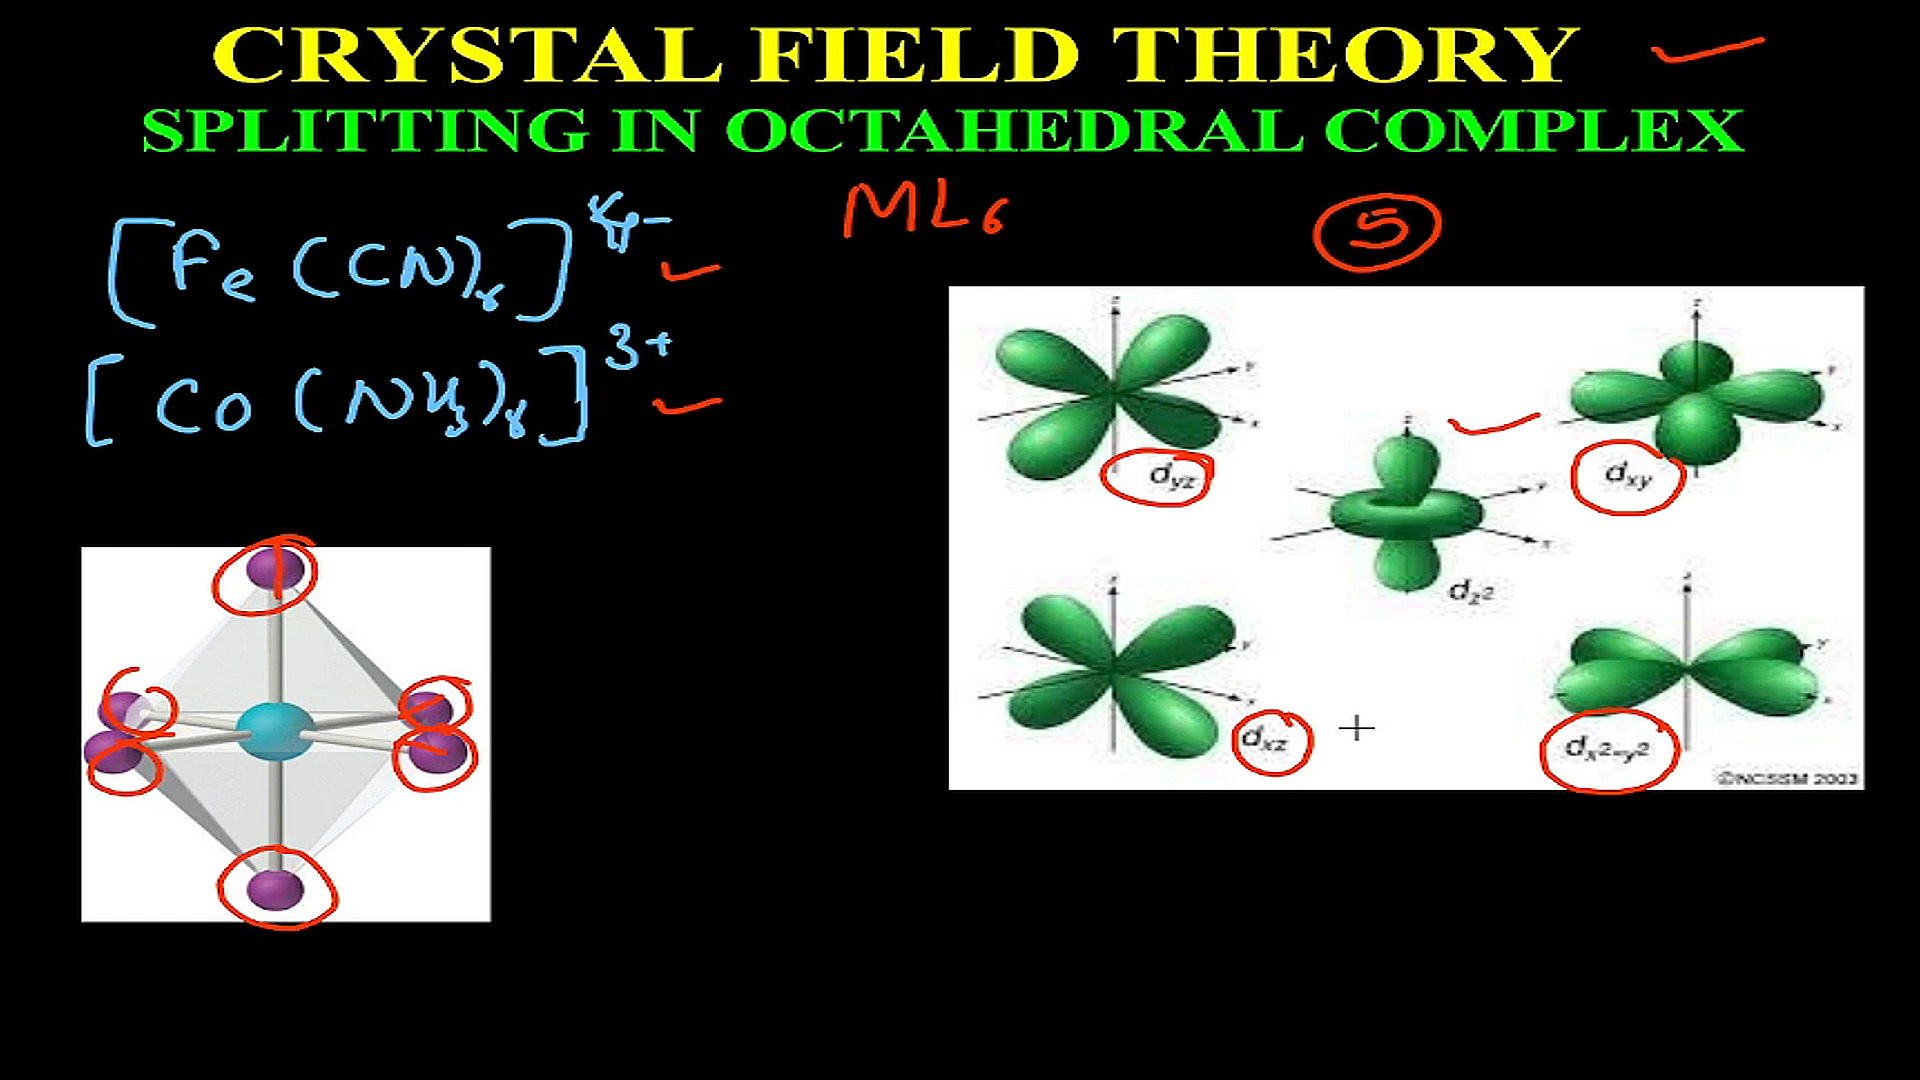 CRYSTAL FIELD THEORY
SPLITTING IN OCTAHEDRAL COMPLEX
ML6
5
[Fe(CN)6]4-
[Co(NH3)6]3+
z
y
x
dyz
z
y
x
dxy
z
y
x
dz2
z
y
x
dxz
z
y
x
dx2-y2
©NCSSM 2003